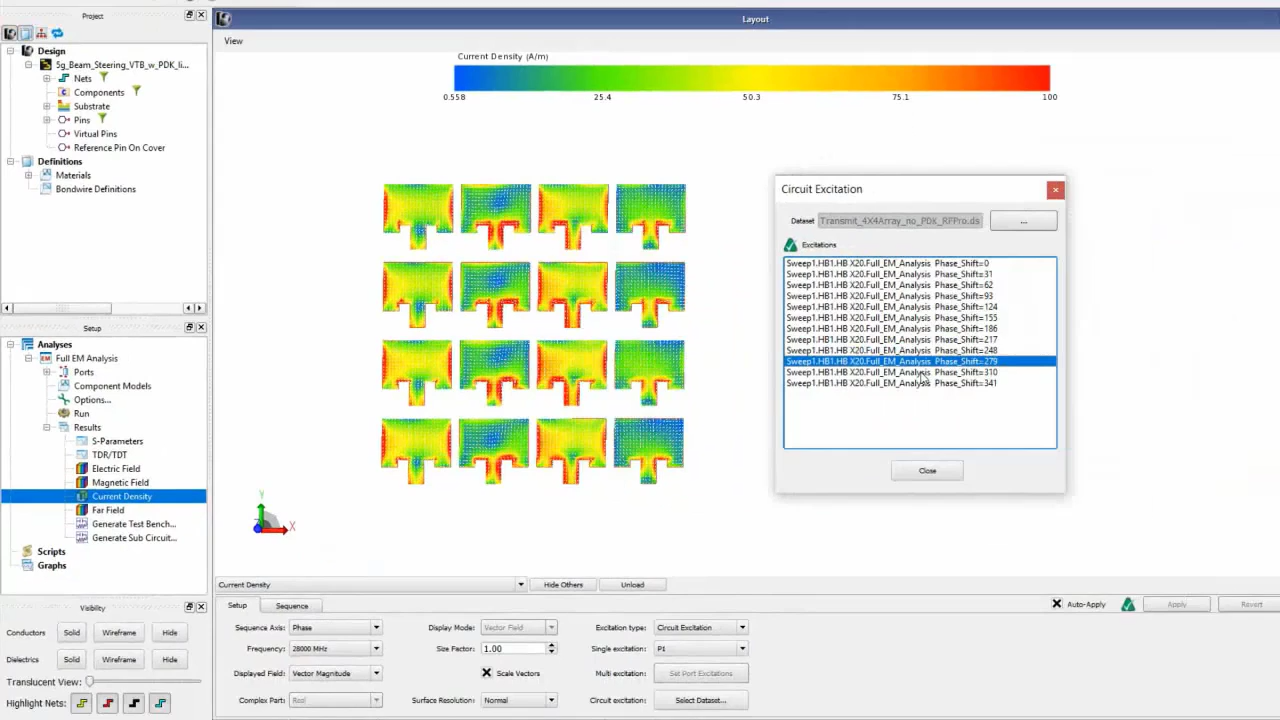 Project
Design
5g_Beam_Steering_VTB_w_PDK_li...
Nets
Components
Substrate
Pins
Virtual Pins
Reference Pin On Cover
Definitions
Materials
Bondwire Definitions
Setup
Analyses
EM Full EM Analysis
Ports
Component Models
Options...
Run
Results
S-Parameters
TDR/TDT
Electric Field
Magnetic Field
Current Density
Far Field
Generate Test Bench...
Generate Sub Circuit...
Scripts
Graphs
Visibility
Conductors Solid Wireframe Hide
Dielectrics Solid Wireframe Hide
Translucent View:
Highlight Nets:
Layout
View
Current Density (A/m)
0.558 25.4 50.3 75.1 100
Y
Z X
Circuit Excitation
Dataset Transmit_4X4Array_no_PDK_RFPro.ds ...
Excitations
Sweep1.HB1.HB X20.Full_EM_Analysis Phase_Shift=0
Sweep1.HB1.HB X20.Full_EM_Analysis Phase_Shift=31
Sweep1.HB1.HB X20.Full_EM_Analysis Phase_Shift=62
Sweep1.HB1.HB X20.Full_EM_Analysis Phase_Shift=93
Sweep1.HB1.HB X20.Full_EM_Analysis Phase_Shift=124
Sweep1.HB1.HB X20.Full_EM_Analysis Phase_Shift=155
Sweep1.HB1.HB X20.Full_EM_Analysis Phase_Shift=186
Sweep1.HB1.HB X20.Full_EM_Analysis Phase_Shift=217
Sweep1.HB1.HB X20.Full_EM_Analysis Phase_Shift=248
Sweep1.HB1.HB X20.Full_EM_Analysis Phase_Shift=279
Sweep1.HB1.HB X20.Full_EM_Analysis Phase_Shift=310
Sweep1.HB1.HB X20.Full_EM_Analysis Phase_Shift=341
Close
Current Density Hide Others Unload
Setup Sequence Auto-Apply Apply Revert
Sequence Axis: Phase Display Mode: Vector Field Excitation type: Circuit Excitation
Frequency: 28000 MHz Size Factor: 1.00 Single excitation: P1
Displayed Field: Vector Magnitude Scale Vectors Multi excitation: Set Port Excitations
Complex Part: Real Surface Resolution: Normal Circuit excitation: Select Dataset...